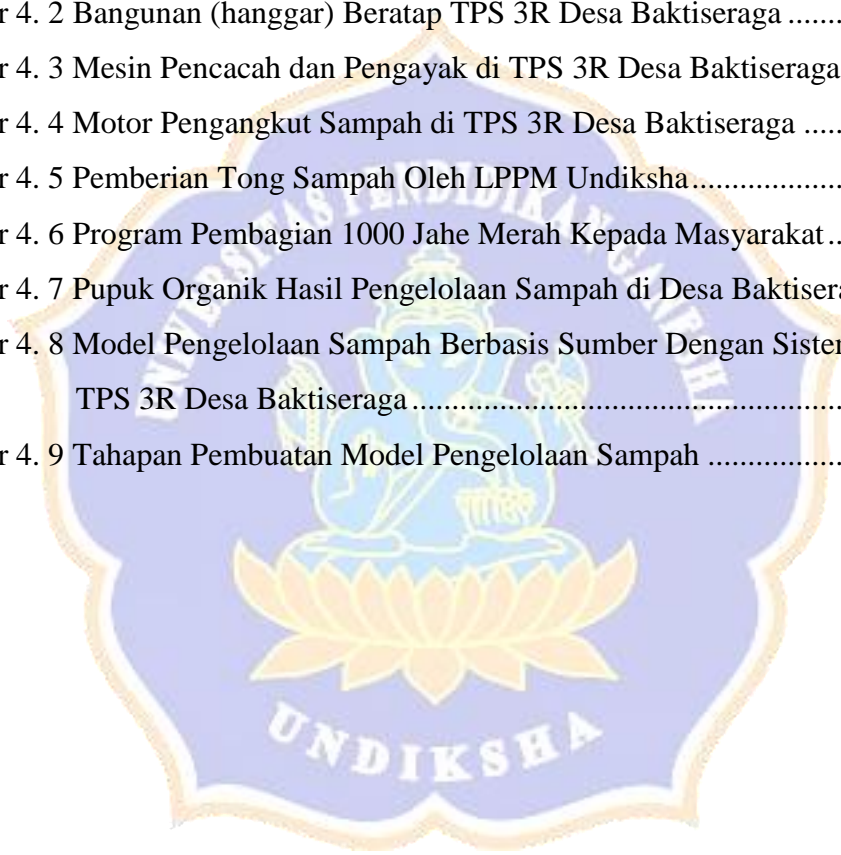 r 4. 2 Bangunan (hanggar) Beratap TPS 3R Desa Baktiseraga .......
r 4. 3 Mesin Pencacah dan Pengayak di TPS 3R Desa Baktiseraga
r 4. 4 Motor Pengangkut Sampah di TPS 3R Desa Baktiseraga .....
r 4. 5 Pemberian Tong Sampah Oleh LPPM Undiksha...................
r 4. 6 Program Pembagian 1000 Jahe Merah Kepada Masyarakat..
r 4. 7 Pupuk Organik Hasil Pengelolaan Sampah di Desa Baktisera
r 4. 8 Model Pengelolaan Sampah Berbasis Sumber Dengan Sister
TPS 3R Desa Baktiseraga......................................................
r 4. 9 Tahapan Pembuatan Model Pengelolaan Sampah .................
UNIVERSITAS PENDIDIKAN GANESHA
UNDIKSHA